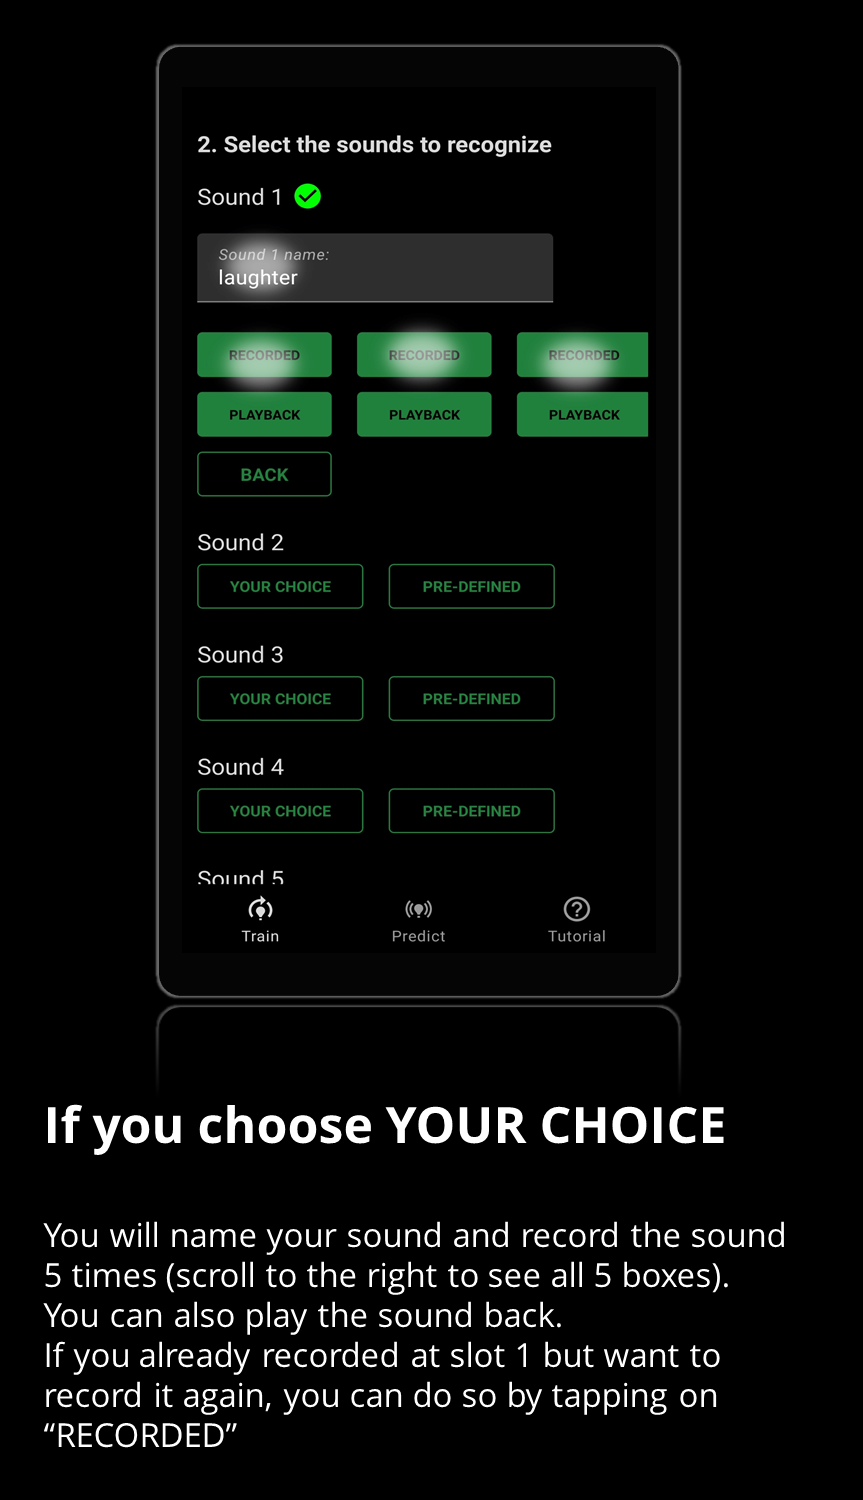 2. Select the sounds to recognize
Sound 1
Sound 1 name:
laughter
RECORDED RECORDED RECORDED
PLAYBACK PLAYBACK PLAYBACK
BACK
Sound 2
YOUR CHOICE PRE-DEFINED
Sound 3
YOUR CHOICE PRE-DEFINED
Sound 4
YOUR CHOICE PRE-DEFINED
Sound 5
Train Predict Tutorial
If you choose YOUR CHOICE
You will name your sound and record the sound
5 times (scroll to the right to see all 5 boxes).
You can also play the sound back.
If you already recorded at slot 1 but want to
record it again, you can do so by tapping on
“RECORDED”